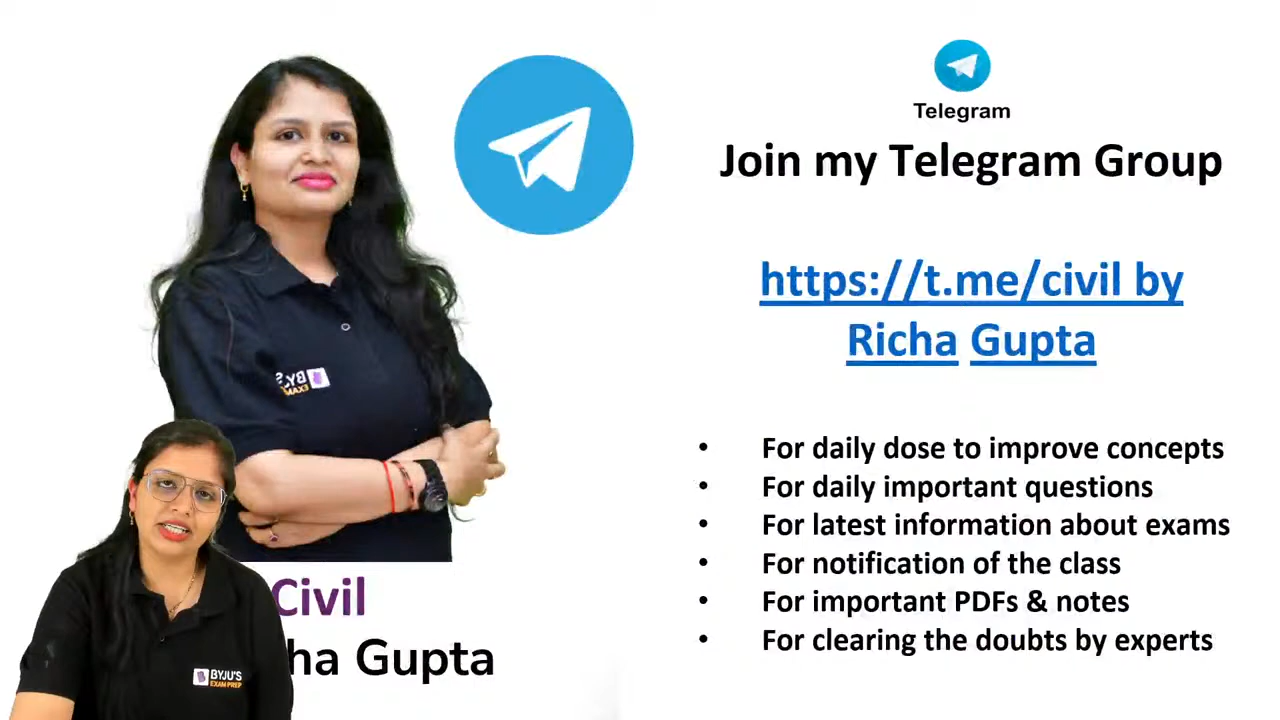 Telegram
Join my Telegram Group
https://t.me/civil by
Richa Gupta
• For daily dose to improve concepts
• For daily important questions
• For latest information about exams
• For notification of the class
• For important PDFs & notes
• For clearing the doubts by experts
BYJ'S
EXAM
Civil
ha Gupta
BYJU'S
EXAM PREP